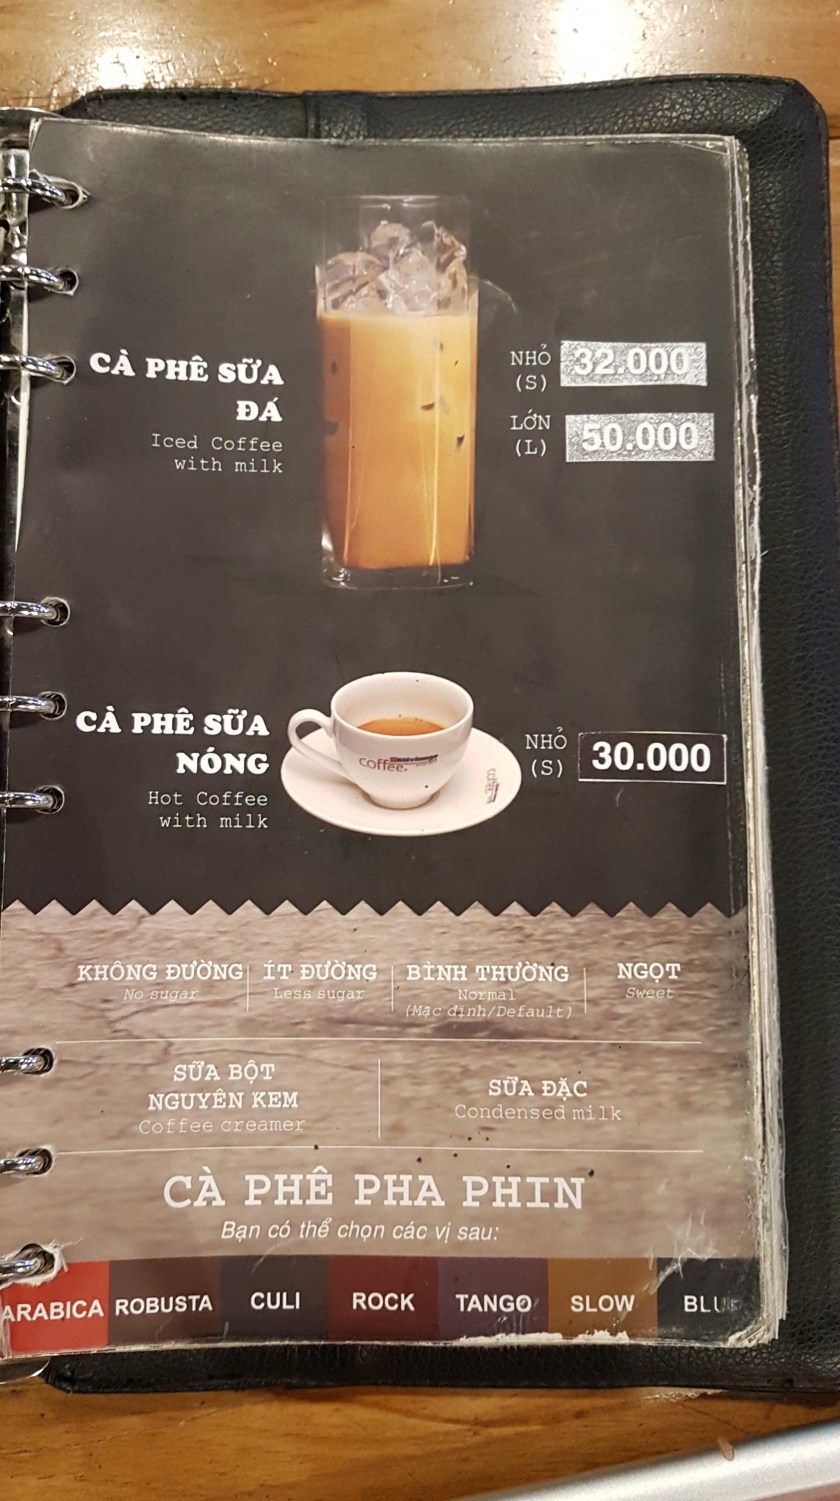 CÀ PHÊ SỮA
ĐÁ
Iced Coffee
with milk
NHỎ
(S)
32.000
LỚN
(L)
50.000
CÀ PHÊ SỮA
NÓNG
Hot Coffee
with milk
coffee.
NHỎ
(S)
30.000
KHÔNG ĐƯỜNG
No sugar
ÍT ĐƯỜNG
Less sugar
BÌNH THƯỜNG
Normal
(Mặc định/Default)
NGỌT
Sweet
SỮA BỘT
NGUYÊN KEM
Coffee creamer
SỮA ĐẶC
Condensed milk
CÀ PHÊ PHA PHIN
Bạn có thể chọn các vị sau:
ARABICA ROBUSTA CULI ROCK TANGO SLOW